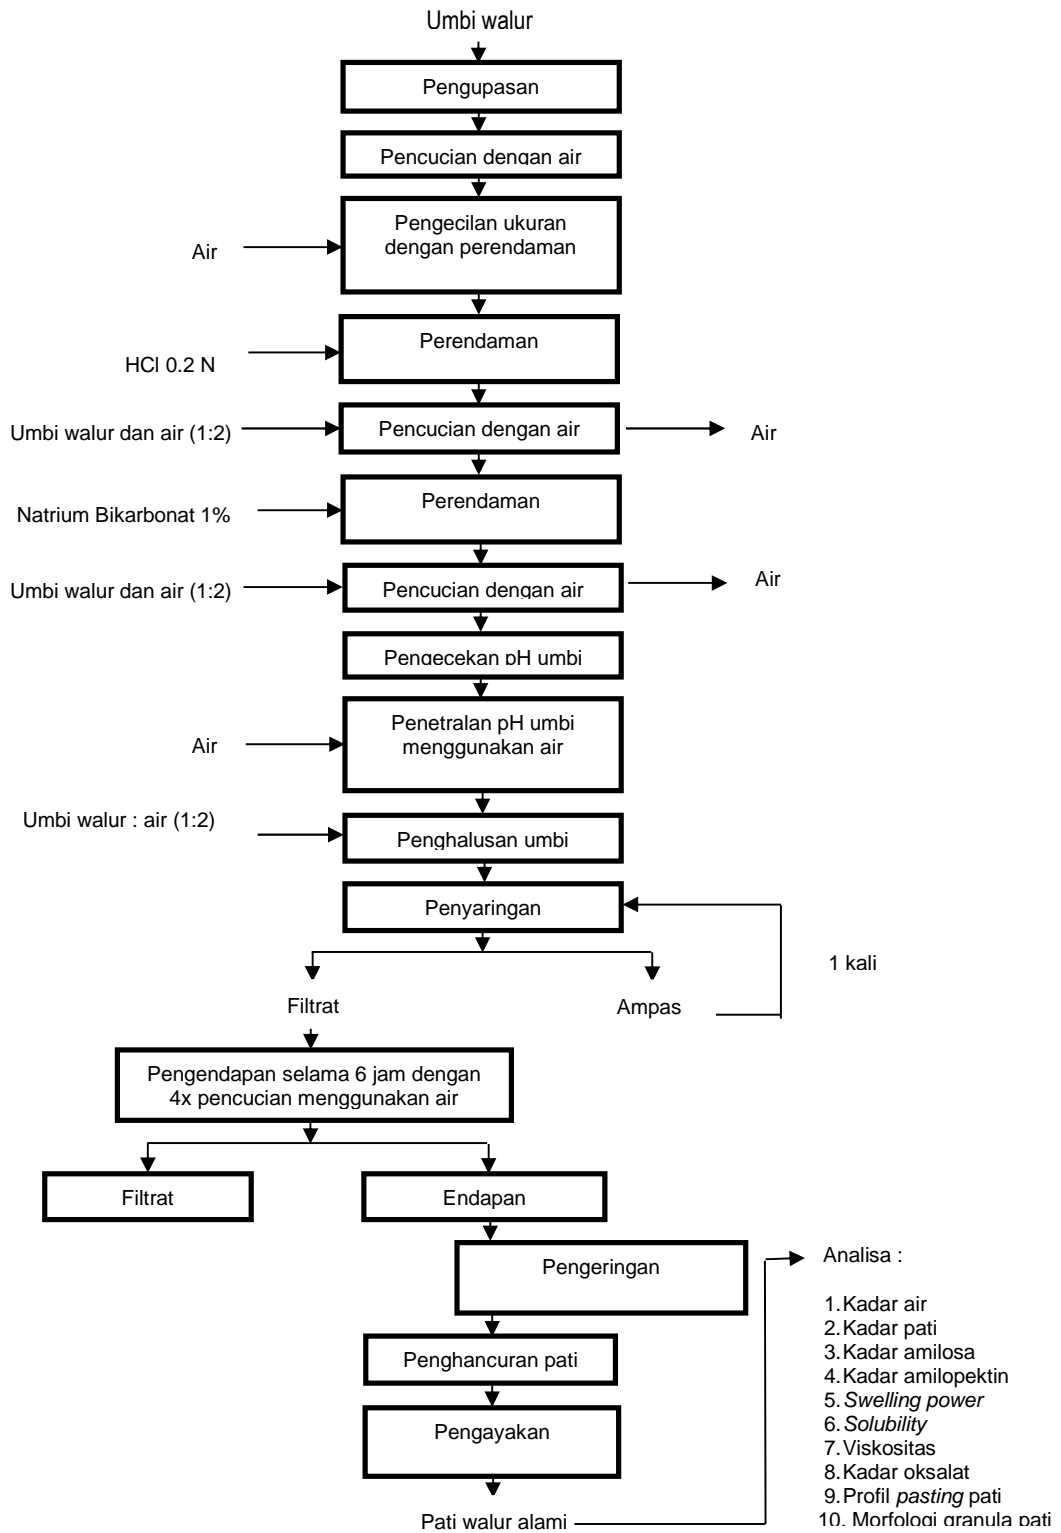 Umbi walur
Pengupasan
Pencucian dengan air
Pengecilan ukuran
dengan perendaman
Air
Perendaman
HCl 0.2 N
Umbi walur dan air (1:2)
Pencucian dengan air
Air
Perendaman
Natrium Bikarbonat 1%
Umbi walur dan air (1:2)
Pencucian dengan air
Air
Pengecekan pH umbi
Penetralan pH umbi
menggunakan air
Air
Umbi walur : air (1:2)
Penghalusan umbi
Penyaringan
1 kali
Filtrat
Ampas
Pengendapan selama 6 jam dengan
4x pencucian menggunakan air
Filtrat
Endapan
Pengeringan
Penghancuran pati
Pengayakan
Pati walur alami
Analisa :
1. Kadar air
2. Kadar pati
3. Kadar amilosa
4. Kadar amilopektin
5. Swelling power
6. Solubility
7. Viskositas
8. Kadar oksalat
9. Profil pasting pati
10. Morfologi granula pati